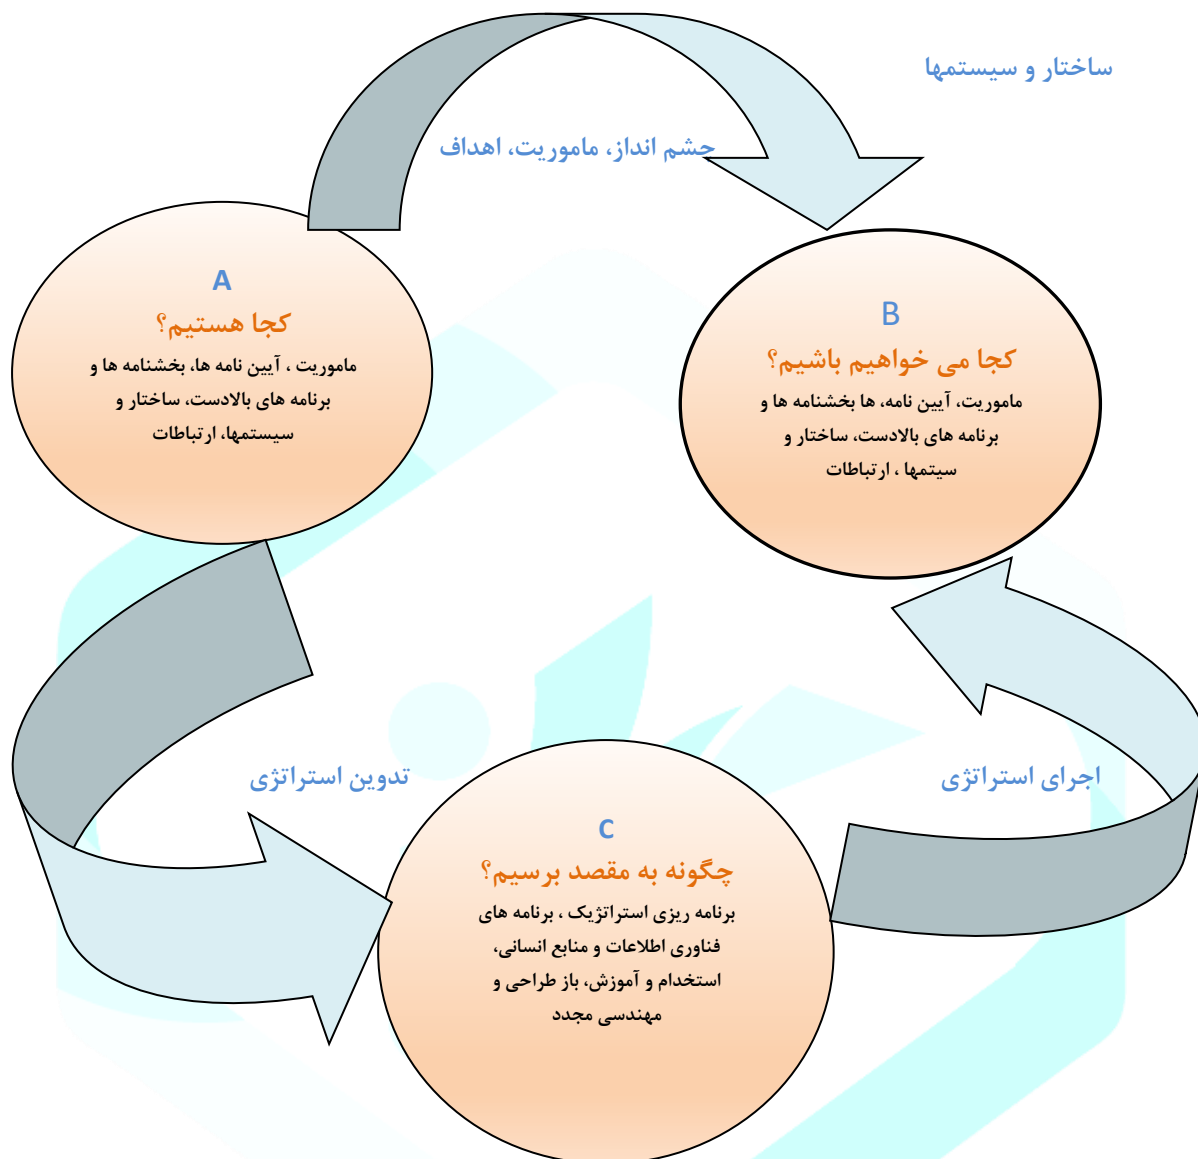 ساختار و سیستمها
چشم انداز، ماموریت، اهداف
A
کجا هستیم؟
ماموریت ، آیین نامه ها، بخشنامه ها و
برنامه های بالادست، ساختار و
سیستمها، ارتباطات
B
کجا می خواهیم باشیم؟
ماموریت، آیین نامه، ها بخشنامه ها و
برنامه های بالادست، ساختار و
سیتمها ، ارتباطات
تدوین استراتژی
اجرای استراتژی
C
چگونه به مقصد برسیم؟
برنامه ریزی استراتژیک ، برنامه های
فناوری اطلاعات و منابع انسانی،
استخدام و آموزش، باز طراحی و
مهندسی مجدد